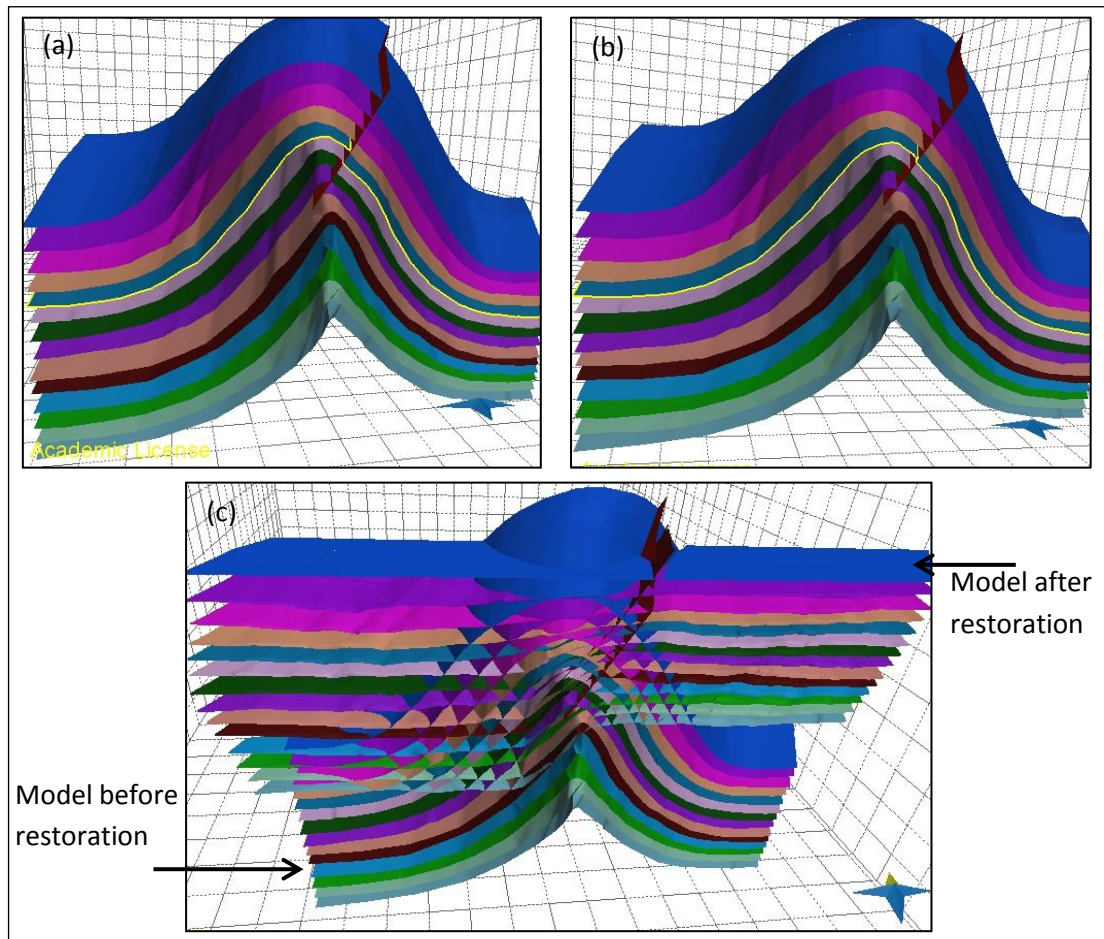 (a)
(b)
Academic License
(c)
Model after
restoration
Model before
restoration